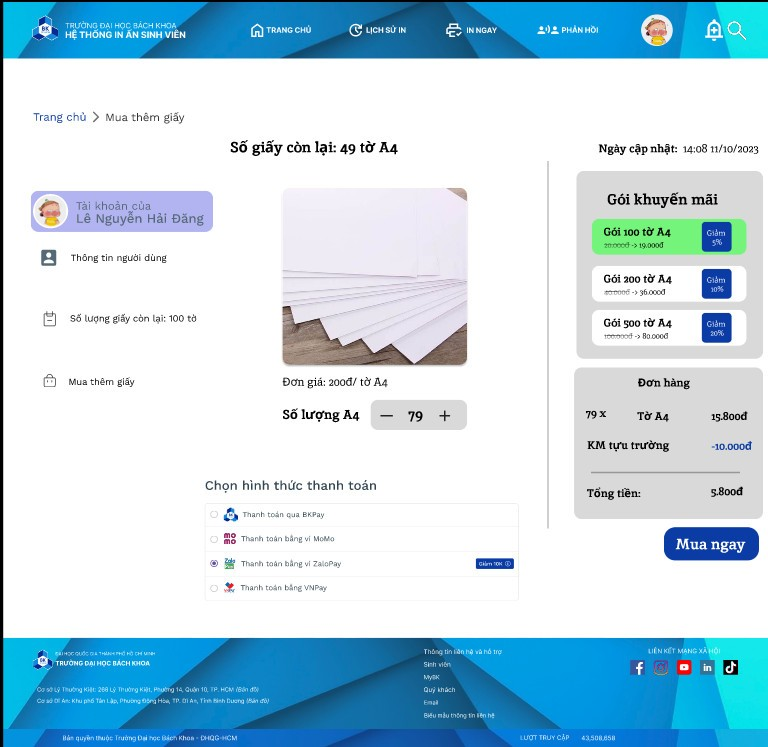 TRƯỜNG ĐẠI HỌC BÁCH KHOA
HỆ THỐNG IN ẤN SINH VIÊN
TRANG CHỦ
LỊCH SỬ IN
IN NGAY
PHẢN HỒI
Trang chủ > Mua thêm giấy
Số giấy còn lại: 49 tờ A4
Ngày cập nhật: 14:08 11/10/2023
Tài khoản của
Lê Nguyễn Hải Đăng
Thông tin người dùng
Số lượng giấy còn lại: 100 tờ
Mua thêm giấy
Đơn giá: 200đ/ tờ A4
Số lượng A4 — 79 +
Gói khuyến mãi
Gói 100 tờ A4
20.000đ -> 19.000đ
Giảm
5%
Gói 200 tờ A4
40.000đ -> 36.000đ
Giảm
10%
Gói 500 tờ A4
100.000đ -> 80.000đ
Giảm
20%
Đơn hàng
79 x Tờ A4 15.800đ
KM tựu trường -10.000đ
Tổng tiền: 5.800đ
Mua ngay
Chọn hình thức thanh toán
Thanh toán qua BKPay
Thanh toán bằng ví MoMo
Thanh toán bằng ví ZaloPay
Giảm 10K
Thanh toán bằng VNPay
ĐẠI HỌC QUỐC GIA THÀNH PHỐ HỒ CHÍ MINH
TRƯỜNG ĐẠI HỌC BÁCH KHOA
Cơ sở Lý Thường Kiệt: 268 Lý Thường Kiệt, Phường 14, Quận 10, TP. HCM (Bản đồ)
Cơ sở Dĩ An: Khu phố Tân Lập, Phường Đông Hòa, TP. Dĩ An, Tỉnh Bình Dương (Bản đồ)
Thông tin liên hệ và hỗ trợ
Sinh viên
MyBK
Quý khách
Email
Biểu mẫu thông tin liên hệ
LIÊN KẾT MẠNG XÃ HỘI
Bản quyền thuộc Trường Đại học Bách Khoa - ĐHQG-HCM
LƯỢT TRUY CẬP 43,508,658